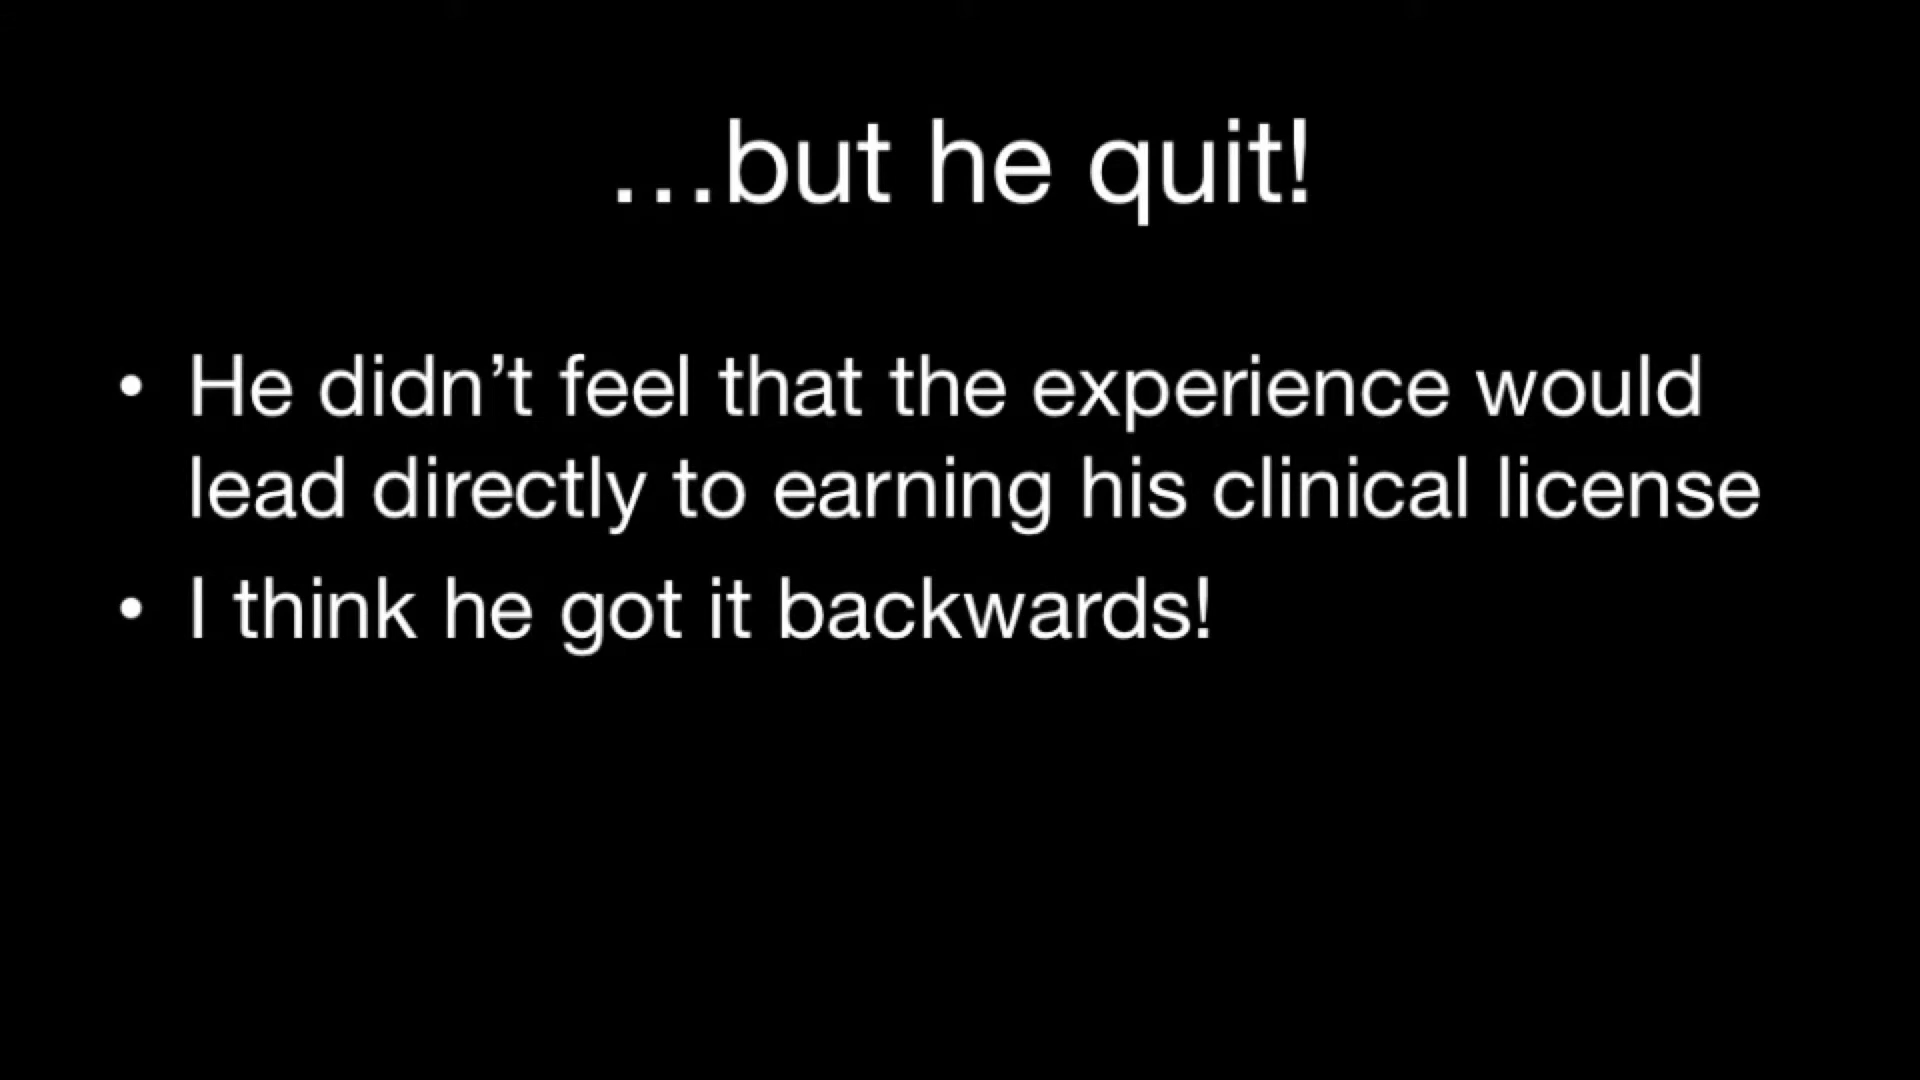 …but he quit!
• He didn’t feel that the experience would
lead directly to earning his clinical license
• I think he got it backwards!